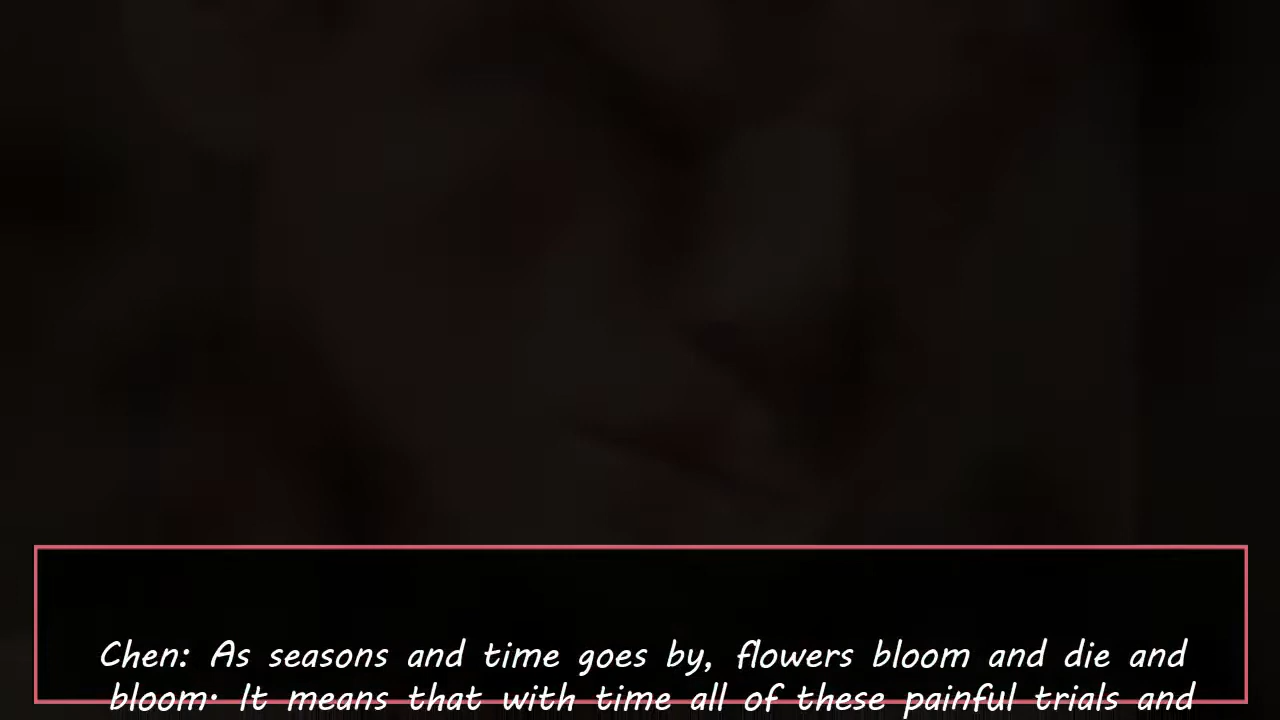 Chen: As seasons and time goes by, flowers bloom and die and
bloom. It means that with time all of these painful trials and